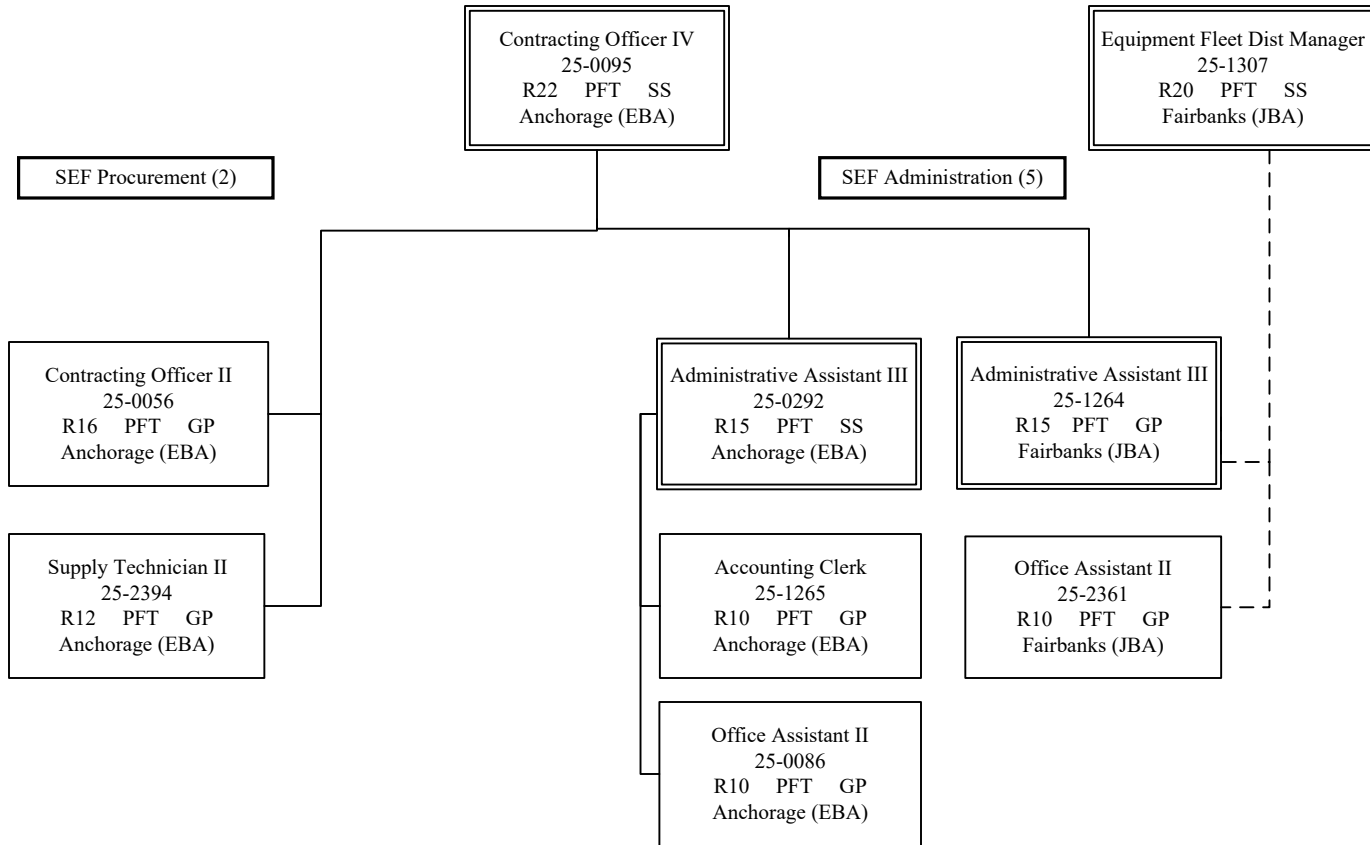 Contracting Officer IV
25-0095
R22 PFT SS
Anchorage (EBA)
Equipment Fleet Dist Manager
25-1307
R20 PFT SS
Fairbanks (JBA)
SEF Procurement (2)
SEF Administration (5)
Contracting Officer II
25-0056
R16 PFT GP
Anchorage (EBA)
Administrative Assistant III
25-0292
R15 PFT SS
Anchorage (EBA)
Administrative Assistant III
25-1264
R15 PFT GP
Fairbanks (JBA)
Supply Technician II
25-2394
R12 PFT GP
Anchorage (EBA)
Accounting Clerk
25-1265
R10 PFT GP
Anchorage (EBA)
Office Assistant II
25-2361
R10 PFT GP
Fairbanks (JBA)
Office Assistant II
25-0086
R10 PFT GP
Anchorage (EBA)